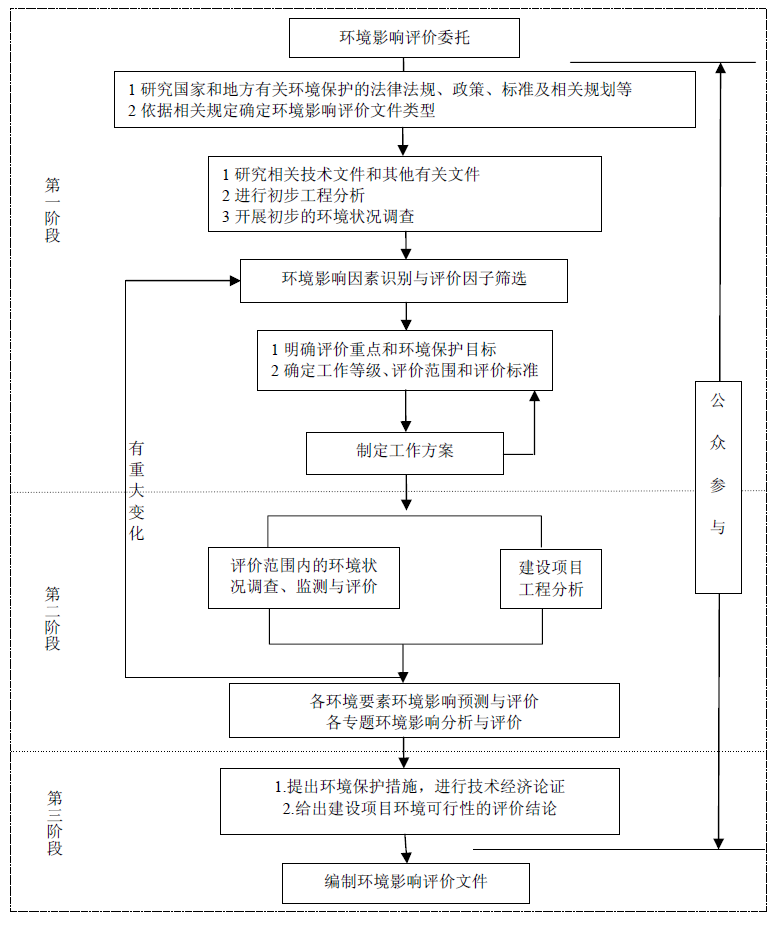 环境影响评价委托
1 研究国家和地方有关环境保护的法律法规、政策、标准及相关规划等
2 依据相关规定确定环境影响评价文件类型
第一阶段
1 研究相关技术文件和其他有关文件
2 进行初步工程分析
3 开展初步的环境状况调查
环境影响因素识别与评价因子筛选
1 明确评价重点和环境保护目标
2 确定工作等级、评价范围和评价标准
公众参与
有重大变化
制定工作方案
第二阶段
评价范围内的环境状
况调查、监测与评价
建设项目
工程分析
各环境要素环境影响预测与评价
各专题环境影响分析与评价
第三阶段
1.提出环境保护措施，进行技术经济论证
2.给出建设项目环境可行性的评价结论
编制环境影响评价文件